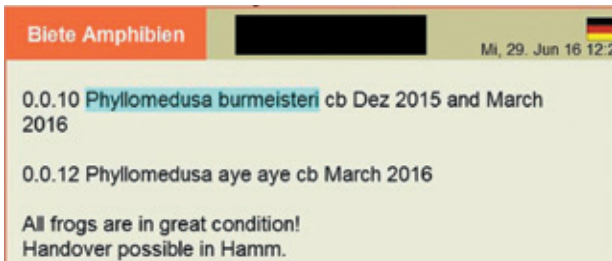 Biete Amphibien
Mi, 29. Jun 16 12:2
0.0.10 Phyllomedusa burmeisteri cb Dez 2015 and March
2016
0.0.12 Phyllomedusa aye aye cb March 2016
All frogs are in great condition!
Handover possible in Hamm.